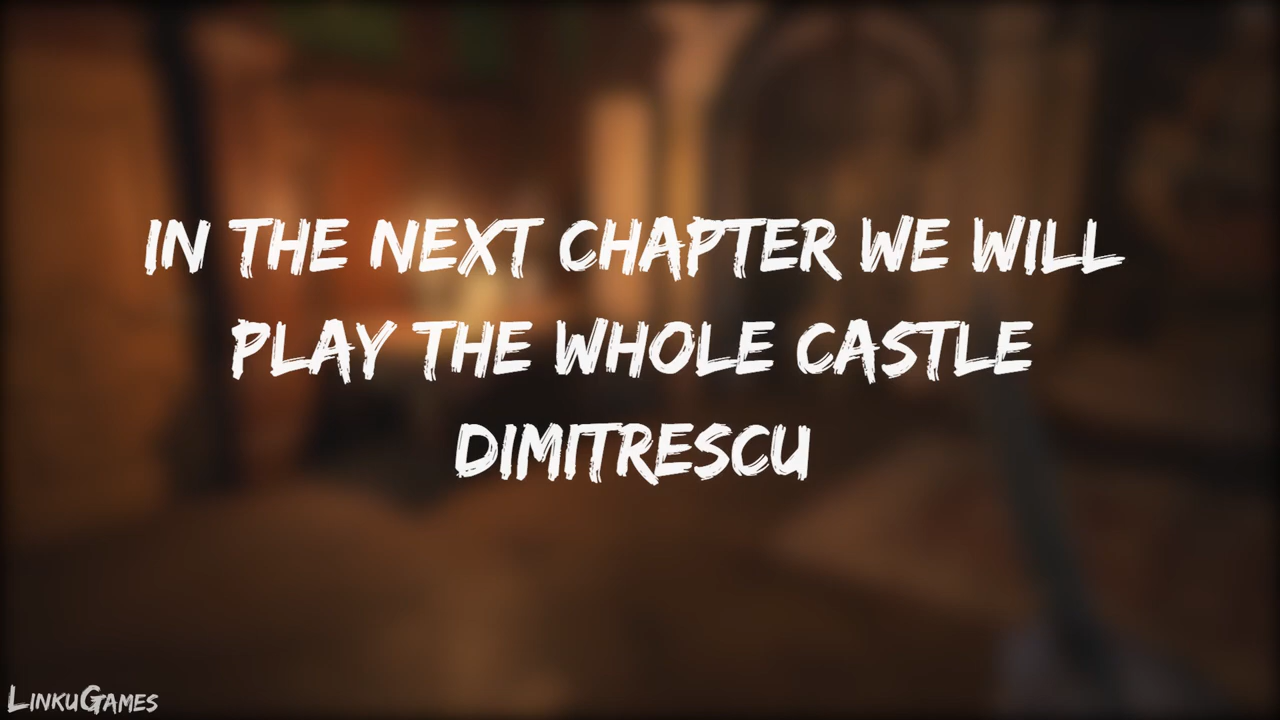 IN THE NEXT CHAPTER WE WILL
PLAY THE WHOLE CASTLE
DIMITRESCU
LINKUGAMES